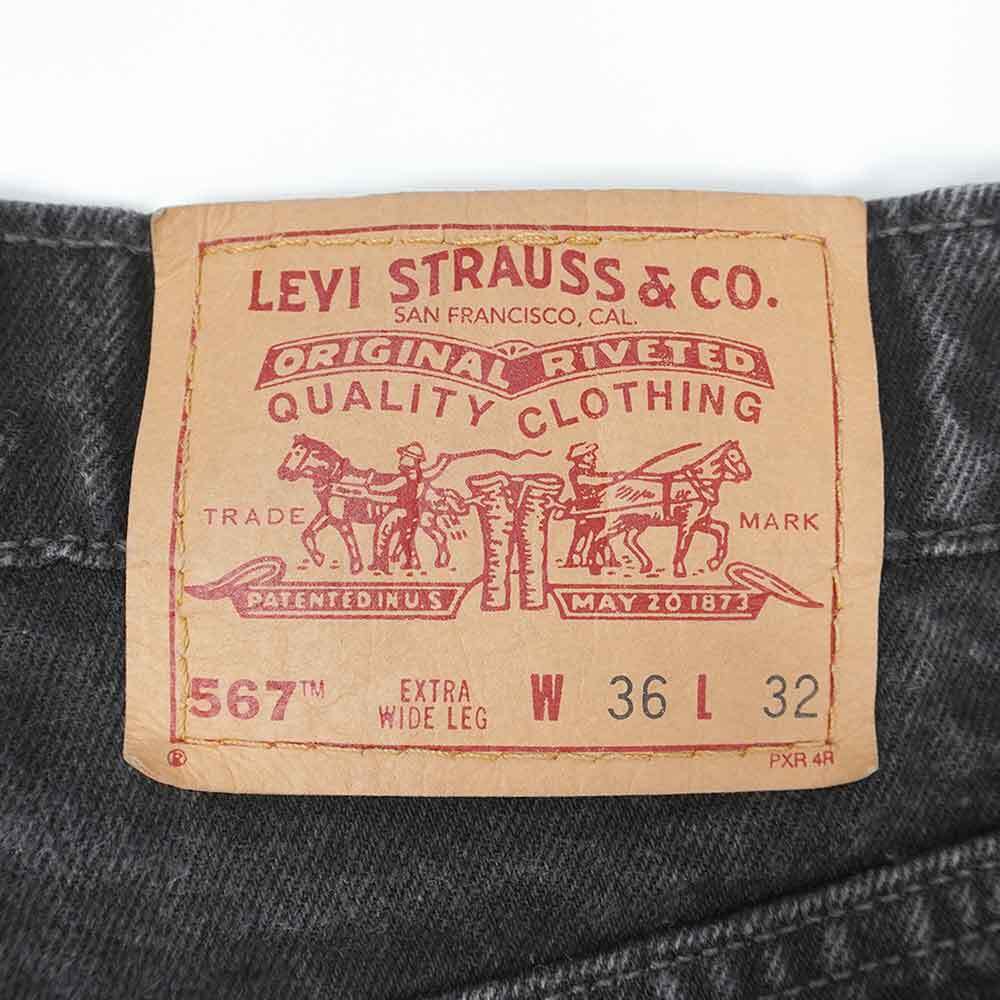 LEVI STRAUSS & CO.
SAN FRANCISCO, CAL.
ORIGINAL RIVETED
QUALITY CLOTHING
TRADE MARK
PATENTED IN U.S MAY 20 1873
567™ EXTRA WIDE LEG W 36 L 32
® PXR 4R